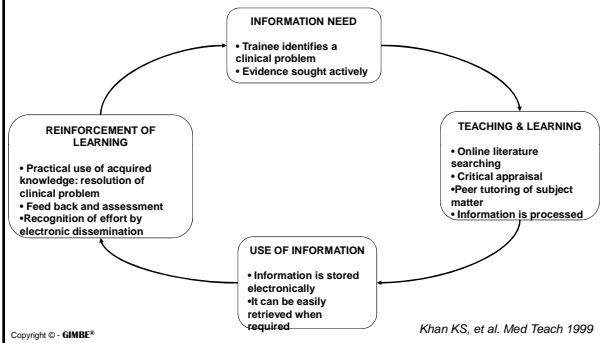 INFORMATION NEED
• Trainee identifies a
clinical problem
• Evidence sought actively
TEACHING & LEARNING
• Online literature
searching
• Critical appraisal
•Peer tutoring of subject
matter
• Information is processed
USE OF INFORMATION
• Information is stored
electronically
•It can be easily
retrieved when
required
REINFORCEMENT OF
LEARNING
• Practical use of acquired
knowledge: resolution of
clinical problem
• Feed back and assessment
•Recognition of effort by
electronic dissemination
Copyright © - GIMBE®
Khan KS, et al. Med Teach 1999